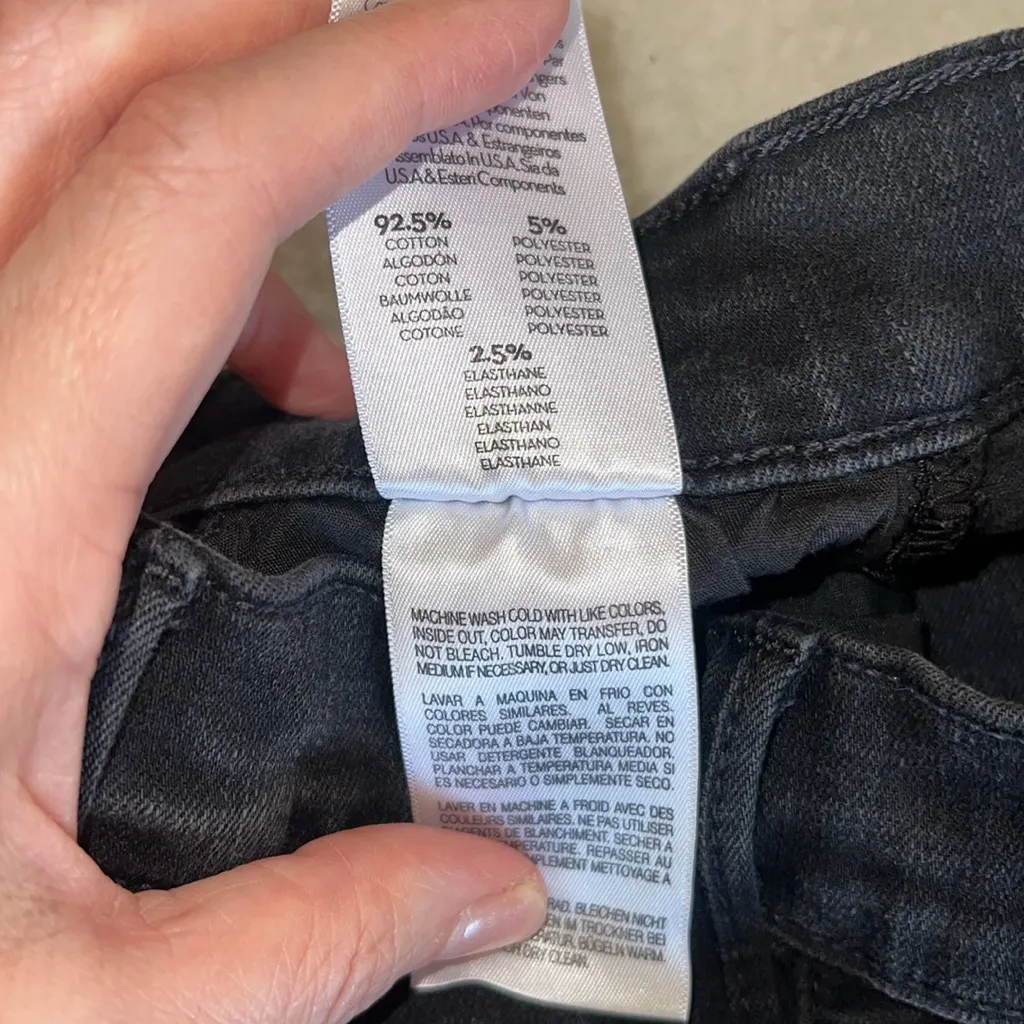 Par
Von
componentes
U.S.A. & Estrangeros
Assemblato In U.S.A. Sia da
U.S.A & Esteri Components
92.5% 5%
COTTON POLYESTER
ALGODÓN POLYESTER
COTON POLYESTER
BAUMWOLLE POLYESTER
ALGODÃO POLYESTER
COTONE POLYESTER
2.5%
ELASTHANE
ELASTHANO
ELASTHANNE
ELASTHAN
ELASTHANO
ELASTHANE
MACHINE WASH COLD WITH LIKE COLORS,
INSIDE OUT, COLOR MAY TRANSFER, DO
NOT BLEACH. TUMBLE DRY LOW, IRON
MEDIUM IF NECESSARY, OR JUST DRY CLEAN.
LAVAR A MAQUINA EN FRIO CON
COLORES SIMILARES. AL REVES.
COLOR PUEDE CAMBIAR. SECAR EN
SECADORA A BAJA TEMPERATURA. NO
USAR DETERGENTE BLANQUEADOR.
PLANCHAR A TEMPERATURA MEDIA SI
ES NECESARIO O SIMPLEMENTE SECO.
LAVER EN MACHINE A FROID AVEC DES
COULEURS SIMILAIRES. NE PAS UTILISER
DE BLANCHIMENT. SECHER A
REPASSER AU
METTOYAGE A
BLEICHEN NICHT
IM TROCKNER BEI
BÜGELN WARM.
DRY CLEAN.